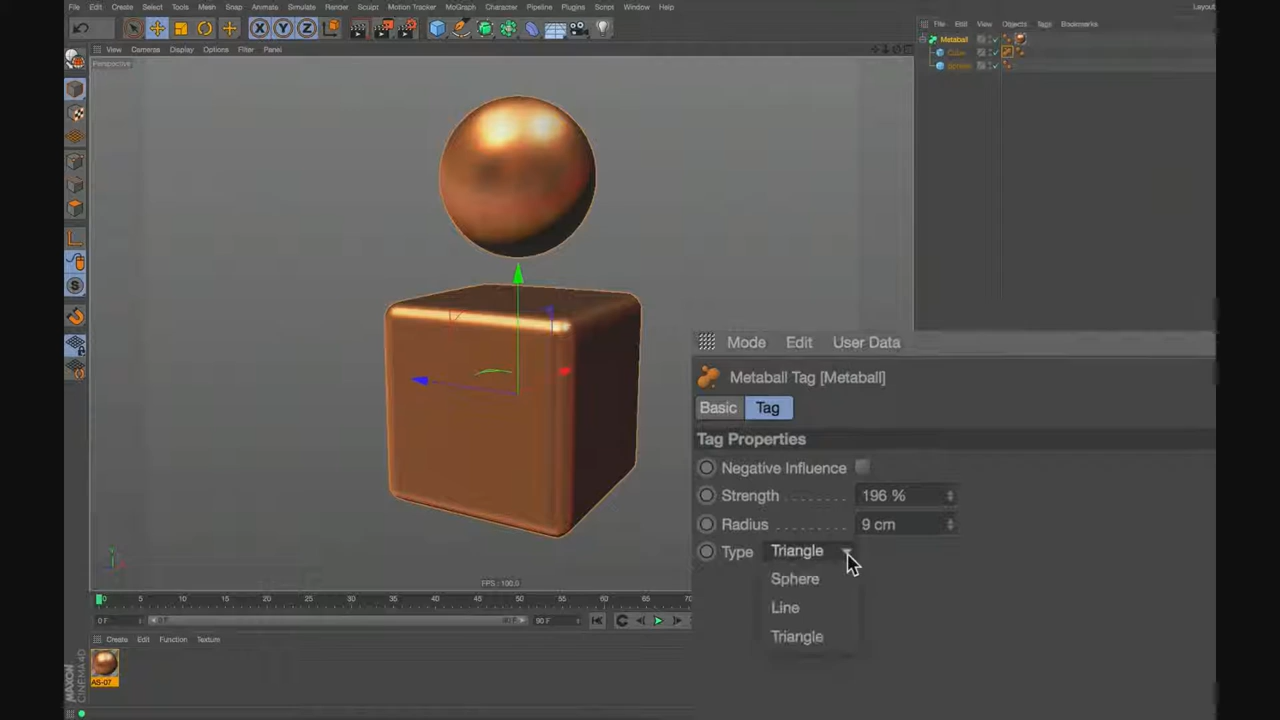 File Edit Create Select Tools Mesh Snap Animate Simulate Render Sculpt Motion Tracker MoGraph Character Pipeline Plugins Script Window Help Layout
X Y Z
File Edit View Objects Tags Bookmarks
View Cameras Display Options Filter Panel
Perspective
Metaball
Cube
Sphere
Y
Mode Edit User Data
Metaball Tag [Metaball]
Basic Tag
Tag Properties
Negative Influence
Strength 196 %
Radius 9 cm
Type Triangle
Sphere
Line
Triangle
FPS : 100.0
0 5 10 15 20 25 30 35 40 45 50 55 60 65 70
0 F 0 F 90 F 90 F
Create Edit Function Texture
AS-07
MAXON
CINEMA 4D